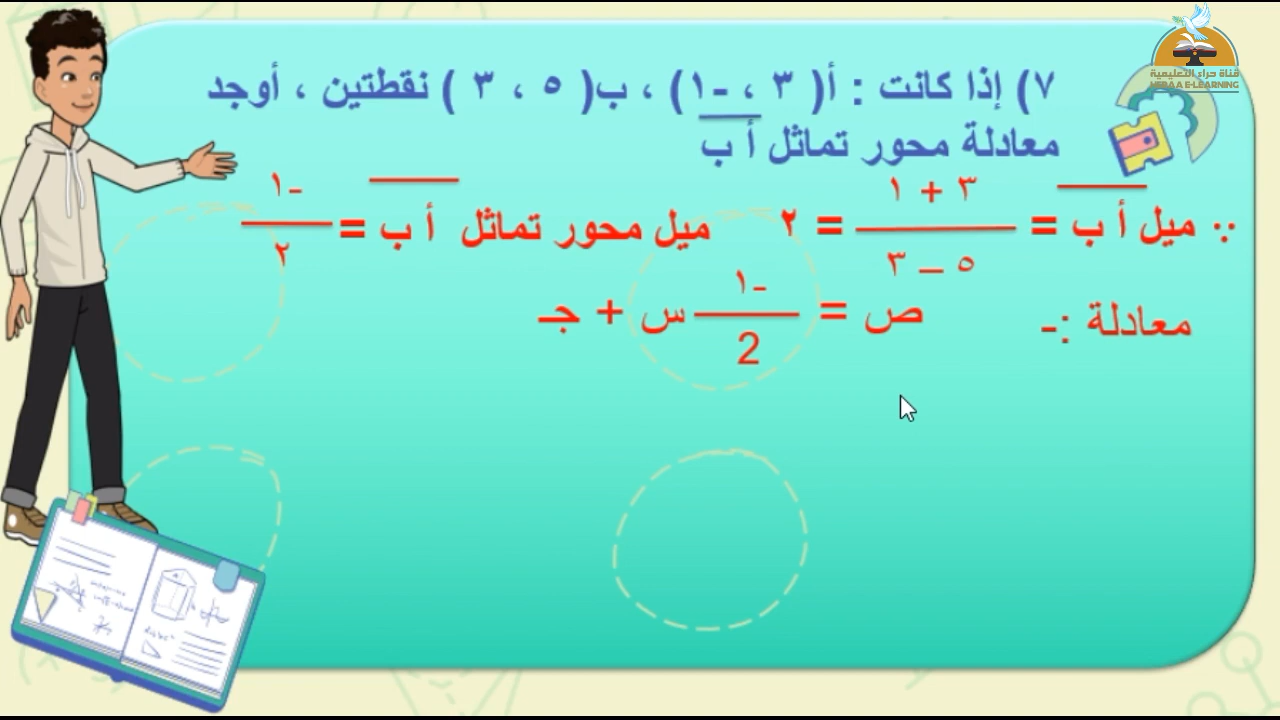 قناة حراء التعليمية
HERAA E-LEARNING
٧) إذا كانت : أ( ٣ ، -١) ، ب( ٥ ، ٣ ) نقطتين ، أوجد
معادلة محور تماثل أ ب
∵ ميل أ ب = ٣ + ١ / ٥ – ٣ = ٢ ميل محور تماثل أ ب = -١ / ٢
معادلة :- ص = -١ / 2 س + جـ